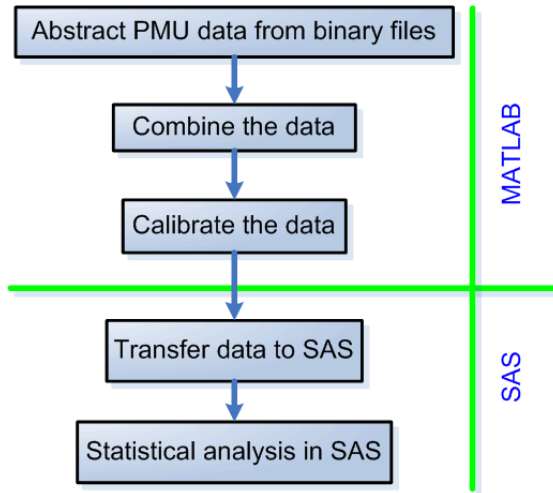 Abstract PMU data from binary files
Combine the data
Calibrate the data
MATLAB
Transfer data to SAS
Statistical analysis in SAS
SAS